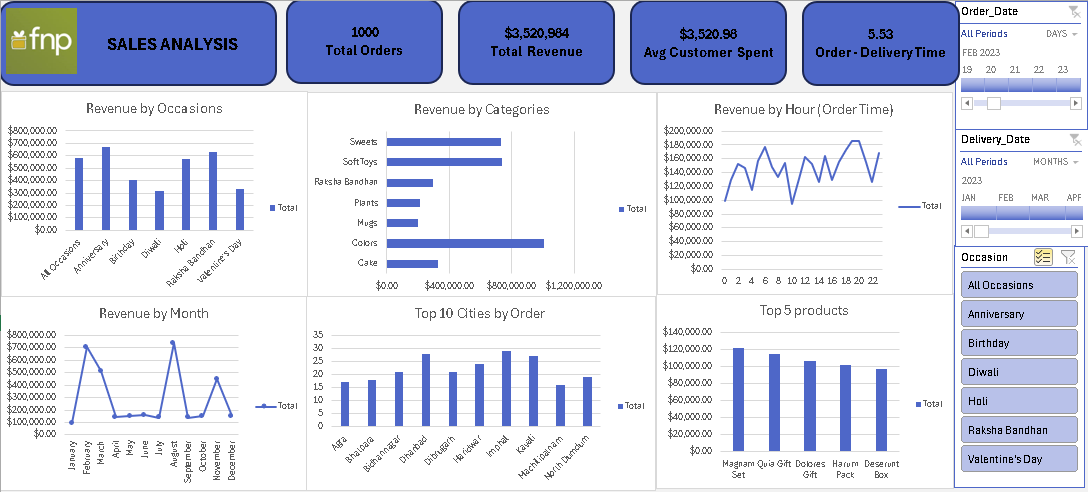 fnp
SALES ANALYSIS
1000
Total Orders
$3,520,984
Total Revenue
$3,520.98
Avg Customer Spent
5.53
Order - Delivery Time
Order_Date
All Periods
DAYS
FEB 2023
19 20 21 22 23
Revenue by Occasions
$800,000.00
$700,000.00
$600,000.00
$500,000.00
$400,000.00
$300,000.00
$200,000.00
$100,000.00
$0.00
All Occasions
Anniversary
Birthday
Diwali
Holi
Raksha Bandhan
Valentine's Day
Total
Revenue by Categories
Sweets
Soft Toys
Raksha Bandhan
Plants
Mugs
Colors
Cake
$0.00 $400,000.00 $800,000.00 $1,200,000.00
Total
Revenue by Hour (Order Time)
$200,000.00
$180,000.00
$160,000.00
$140,000.00
$120,000.00
$100,000.00
$80,000.00
$60,000.00
$40,000.00
$20,000.00
$0.00
0 2 4 6 8 10 12 14 16 18 20 22
Total
Delivery_Date
All Periods
MONTHS
2023
JAN FEB MAR APF
Occasion
All Occasions
Anniversary
Birthday
Diwali
Holi
Raksha Bandhan
Valentine's Day
Revenue by Month
$800,000.00
$700,000.00
$600,000.00
$500,000.00
$400,000.00
$300,000.00
$200,000.00
$100,000.00
$0.00
January
February
March
April
May
June
July
August
September
October
November
December
Total
Top 10 Cities by Order
35
30
25
20
15
10
5
0
Agra
Bhatpara
Bidhannagar
Dhanbad
Dibrugarh
Haridwar
Imphal
Kavali
Machilipatnam
North Dumdum
Total
Top 5 products
$140,000.00
$120,000.00
$100,000.00
$80,000.00
$60,000.00
$40,000.00
$20,000.00
$0.00
Magnam Set
Quia Gift
Dolores Gift
Harum Pack
Deserunt Box
Total